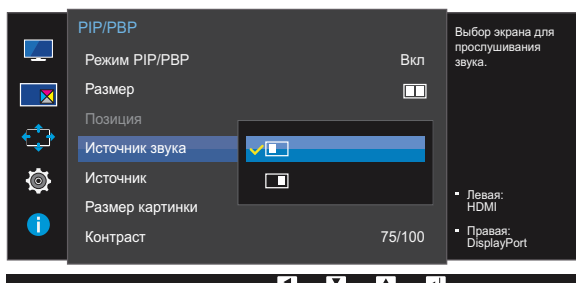 PIP/PBP
Режим PIP/PBP Вкл
Размер
Позиция
Источник звука
Источник
Размер картинки
Контраст 75/100
Выбор экрана для
прослушивания
звука.
Левая:
HDMI
Правая:
DisplayPort